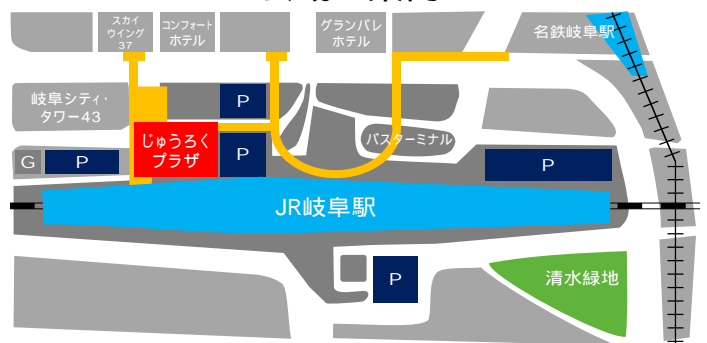 スカイ
ウイング
37
コンフォート
ホテル
グランパレ
ホテル
名鉄岐阜駅
岐阜シティ・
タワー43
P
じゅうろく
プラザ
P
バスターミナル
G
P
P
JR岐阜駅
P
清水緑地